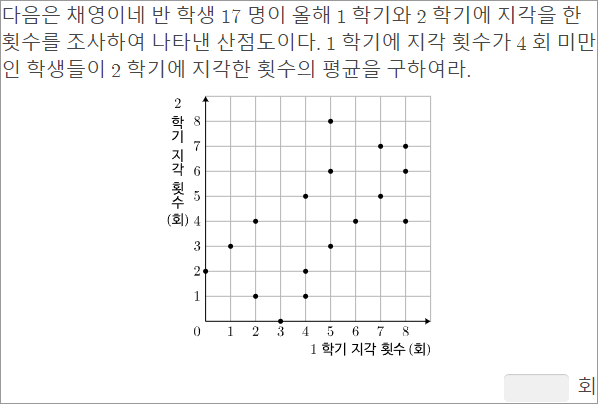 다음은 채영이네 반 학생 17 명이 올해 1 학기와 2 학기에 지각을 한
횟수를 조사하여 나타낸 산점도이다. 1 학기에 지각 횟수가 4 회 미만
인 학생들이 2 학기에 지각한 횟수의 평균을 구하여라.
2 학기 지각 횟수 (회)
8
7
6
5
4
3
2
1
0 1 2 3 4 5 6 7 8
1 학기 지각 횟수 (회)
회